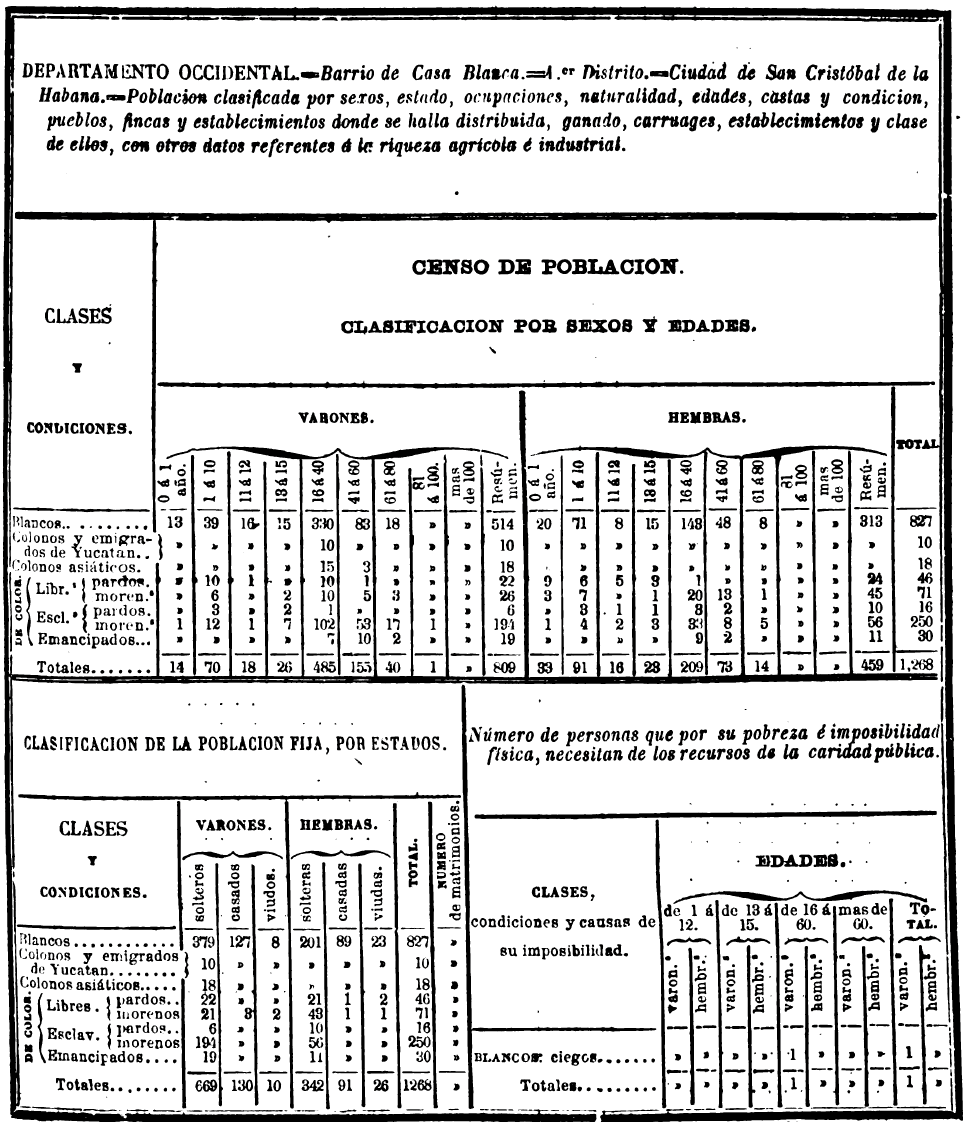 DEPARTAMENTO OCCIDENTAL.=Barrio de Casa Blanca.=1.er Distrito.=Ciudad de San Cristóbal de la
Habana.=Poblacion clasificada por sexos, estado, ocupaciones, naturalidad, edades, castas y condicion,
pueblos, fincas y establecimientos donde se halla distribuida, ganado, carruages, establecimientos y clase
de ellos, con otros datos referentes á la riqueza agrícola é industrial.
CLASES
Y
CONDICIONES.
CENSO DE POBLACION.
CLASIFICACION POR SEXOS Y EDADES.
VARONES. HEMBRAS. TOTAL
0 á 1 año. 1 á 10 11 á 12 13 á 15 16 á 40 41 á 60 61 á 80 81 á 100. mas de 100 Resúmen. 0 á 1 año. 1 á 10 11 á 12 13 á 15 16 á 40 41 á 60 61 á 80 81 á 100 mas de 100 Resúmen.
Blancos.......... 13 39 16 15 330 83 18 » » 514 20 71 8 15 143 48 8 » » 313 827
Colonos y emigra-
dos de Yucatan.. » » » » 10 » » » » 10 » » » » » » » » » » 10
Colonos asiáticos. » » » » 15 3 » » » 18 » » » » » » » » » 18
DE COLOR.
Libr.s pardos. » 10 1 » 10 1 » » » 22 9 6 5 3 1 » » » » 24 46
moren.s » 6 » 2 10 5 3 » » 26 3 7 » 1 20 13 1 » » 45 71
Escl.s pardos. » 3 » 2 1 » » » » 6 » 3 1 1 3 2 » » » 10 16
moren.s 1 12 1 7 102 53 17 1 » 194 1 4 2 3 33 8 5 » » 56 250
Emancipados... » » » » 7 10 2 » » 19 » » » » 9 2 » » » 11 30
Totales....... 14 70 18 26 485 155 40 1 » 809 33 91 16 23 209 73 14 » » 459 1,268
CLASIFICACION DE LA POBLACION FIJA, POR ESTADOS.
CLASES
Y
CONDICIONES.
VARONES. HEMBRAS. TOTAL. NUMERO de matrimonios.
solteros casados viudos. solteras casadas viudas.
Blancos............ 379 127 8 201 89 23 827 »
Colonos y emigrados
de Yucatan........ 10 » » » » » 10 »
Colonos asiáticos..... 18 » » » » » 18 »
DE COLOR.
Libres. pardos.. 22 » » 21 1 2 46 »
morenos 21 3 2 43 1 1 71 »
Esclav. pardos.. 6 » » 10 » » 16 »
morenos 194 » » 56 » » 250 »
Emancipados.... 19 » » 11 » » 30 »
Totales........ 669 130 10 342 91 26 1268 »
Número de personas que por su pobreza é imposibilidad
física, necesitan de los recursos de la caridad pública.
CLASES,
condiciones y causas de
su imposibilidad.
EDADES.
de 1 á 12. de 13 á 15. de 16 á 60. mas de 60. TOTAL.
varon.s hembr.s varon.s hembr.s varon.s hembr.s varon.s hembr.s varon.s hembr.s
BLANCOS: ciegos....... » » » » 1 » » » 1 »
Totales......... » » » » 1 » » » 1 »